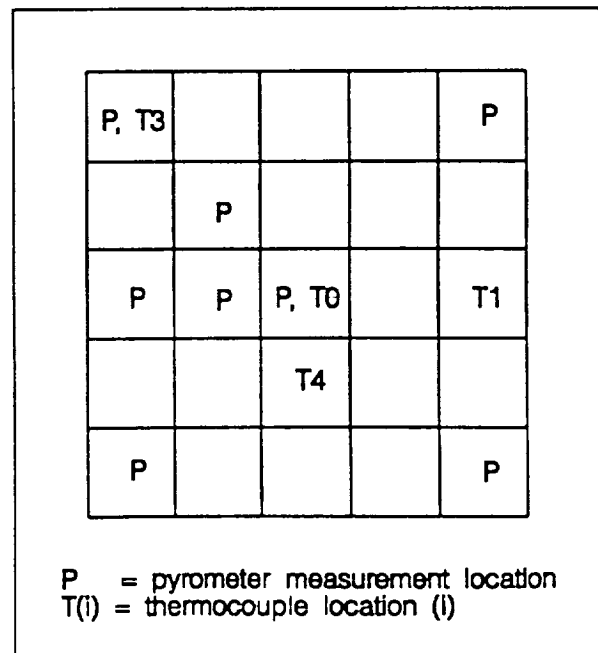 P, T3 P
P
P P P, T0 T1
T4
P P
P = pyrometer measurement location
T(i) = thermocouple location (i)